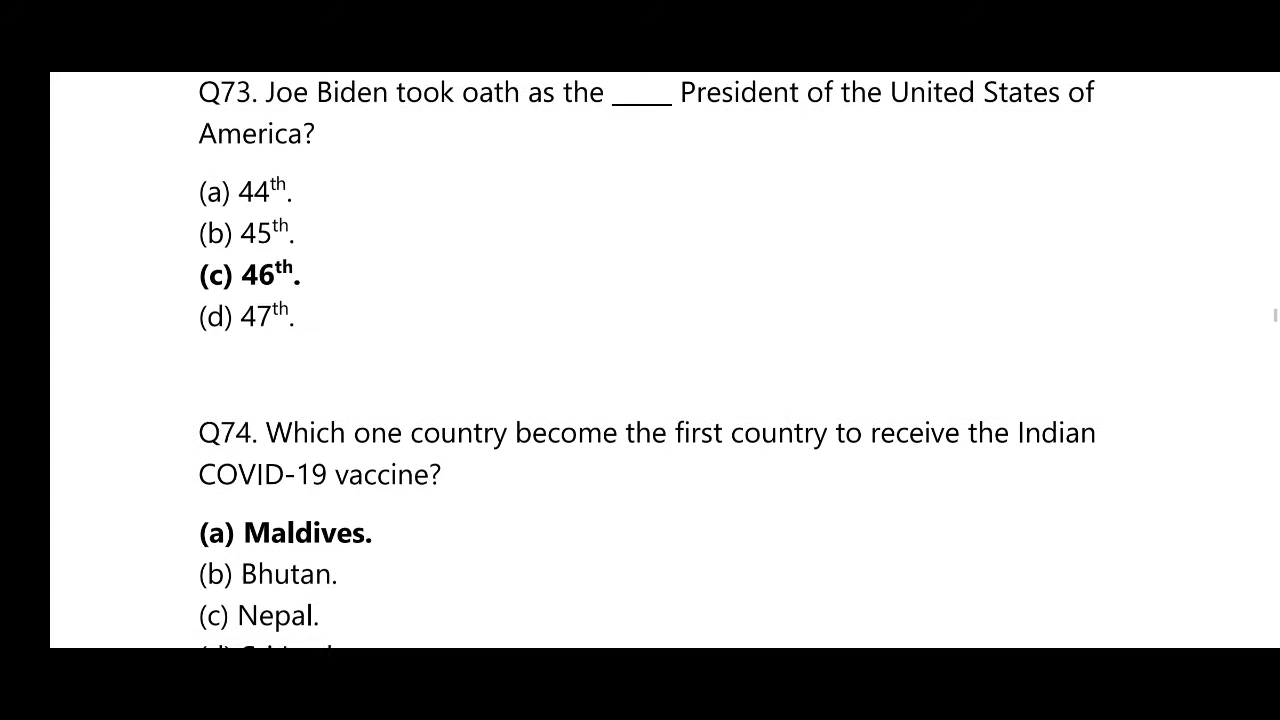 Q73. Joe Biden took oath as the ____ President of the United States of
America?
(a) 44th.
(b) 45th.
(c) 46th.
(d) 47th.
Q74. Which one country become the first country to receive the Indian
COVID-19 vaccine?
(a) Maldives.
(b) Bhutan.
(c) Nepal.